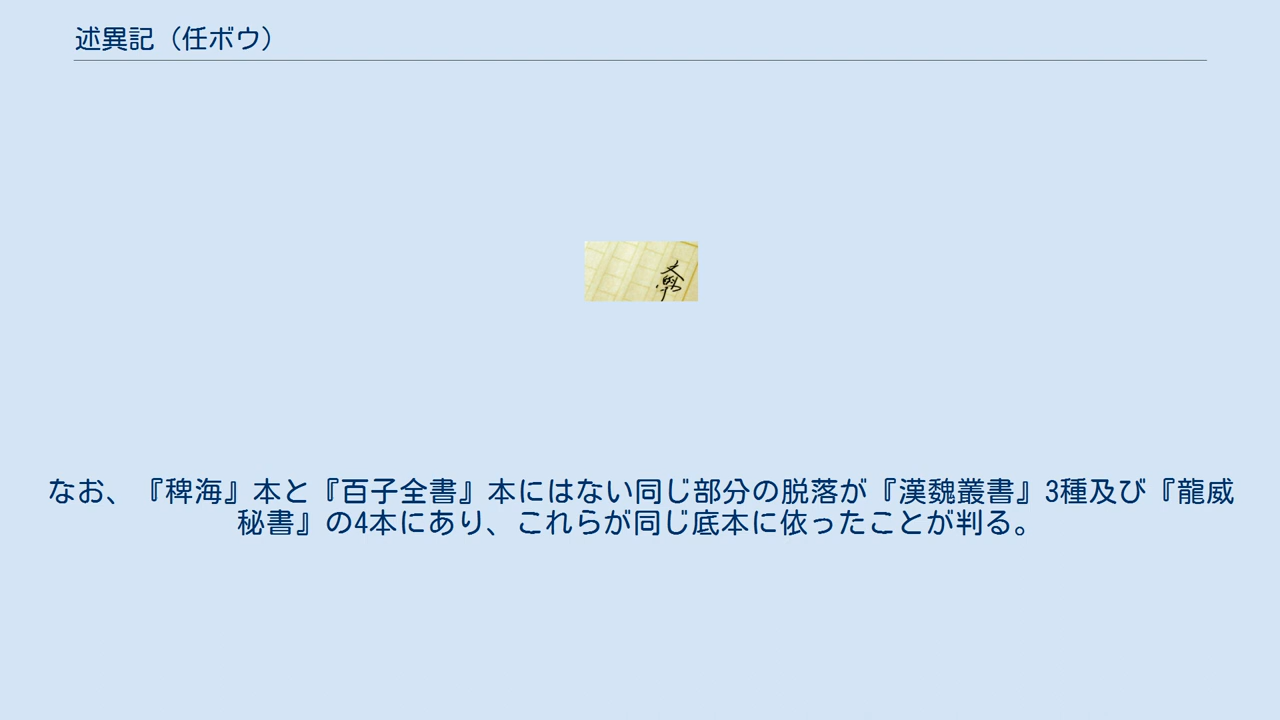 述異記（任ボウ）
なお、『稗海』本と『百子全書』本にはない同じ部分の脱落が『漢魏叢書』3種及び『龍威
秘書』の4本にあり、これらが同じ底本に依ったことが判る。